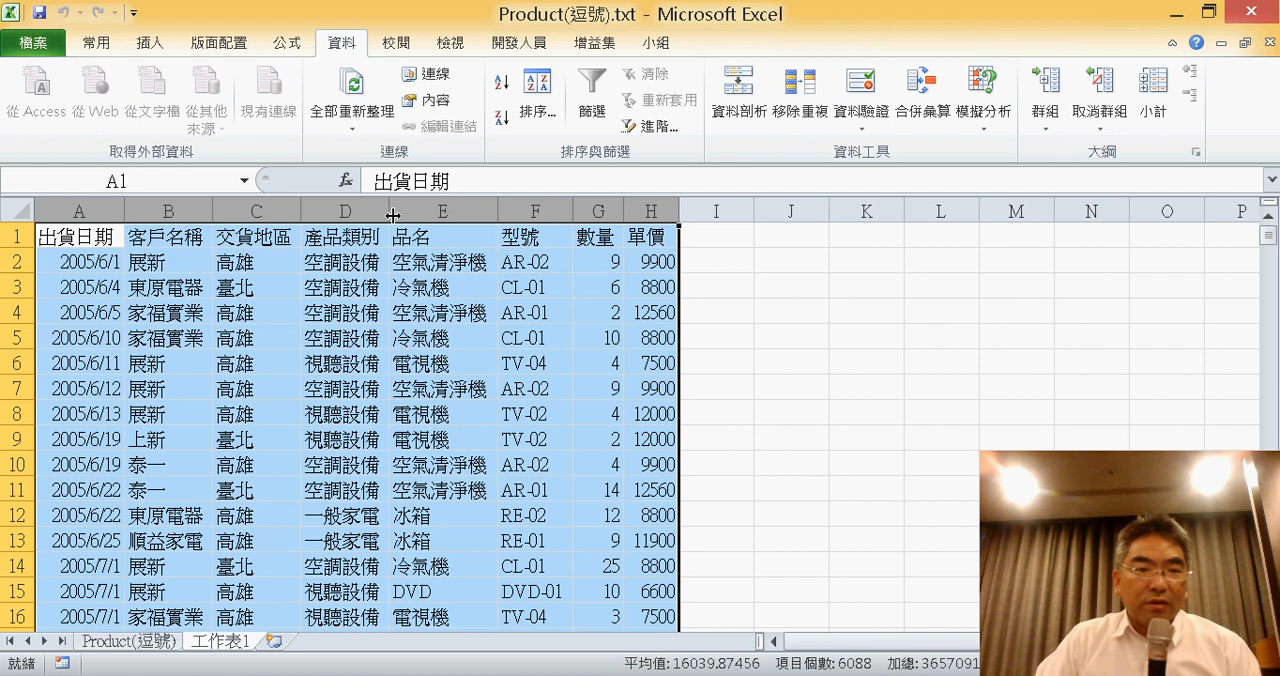 Product(逗號).txt - Microsoft Excel
檔案 常用 插入 版面配置 公式 資料 校閱 檢視 開發人員 增益集 小組
從 Access 從 Web 從文字檔 從其他來源 現有連線 全部重新整理 連線 內容 編輯連結 排序... 篩選 清除 重新套用 進階... 資料剖析 移除重複 資料驗證 合併彙算 模擬分析 群組 取消群組 小計
取得外部資料 連線 排序與篩選 資料工具 大綱
A1 fx 出貨日期
A B C D E F G H I J K L M N O P
1 出貨日期 客戶名稱 交貨地區 產品類別 品名 型號 數量 單價
2 2005/6/1 展新 高雄 空調設備 空氣清淨機 AR-02 9 9900
3 2005/6/4 東原電器 臺北 空調設備 冷氣機 CL-01 6 8800
4 2005/6/5 家福實業 高雄 空調設備 空氣清淨機 AR-01 2 12560
5 2005/6/10 家福實業 高雄 空調設備 冷氣機 CL-01 10 8800
6 2005/6/11 展新 高雄 視聽設備 電視機 TV-04 4 7500
7 2005/6/12 展新 高雄 空調設備 空氣清淨機 AR-02 9 9900
8 2005/6/13 展新 高雄 視聽設備 電視機 TV-02 4 12000
9 2005/6/19 上新 臺北 視聽設備 電視機 TV-02 2 12000
10 2005/6/19 泰一 高雄 空調設備 空氣清淨機 AR-02 4 9900
11 2005/6/22 泰一 臺北 空調設備 空氣清淨機 AR-01 14 12560
12 2005/6/22 東原電器 高雄 一般家電 冰箱 RE-02 12 8800
13 2005/6/25 順益家電 高雄 一般家電 冰箱 RE-01 9 11900
14 2005/7/1 展新 臺北 空調設備 冷氣機 CL-01 25 8800
15 2005/7/1 展新 高雄 視聽設備 DVD DVD-01 10 6600
16 2005/7/1 家福實業 高雄 視聽設備 電視機 TV-04 3 7500
Product(逗號) 工作表1
就緒 平均值: 16039.87456 項目個數: 6088 加總: 3657091